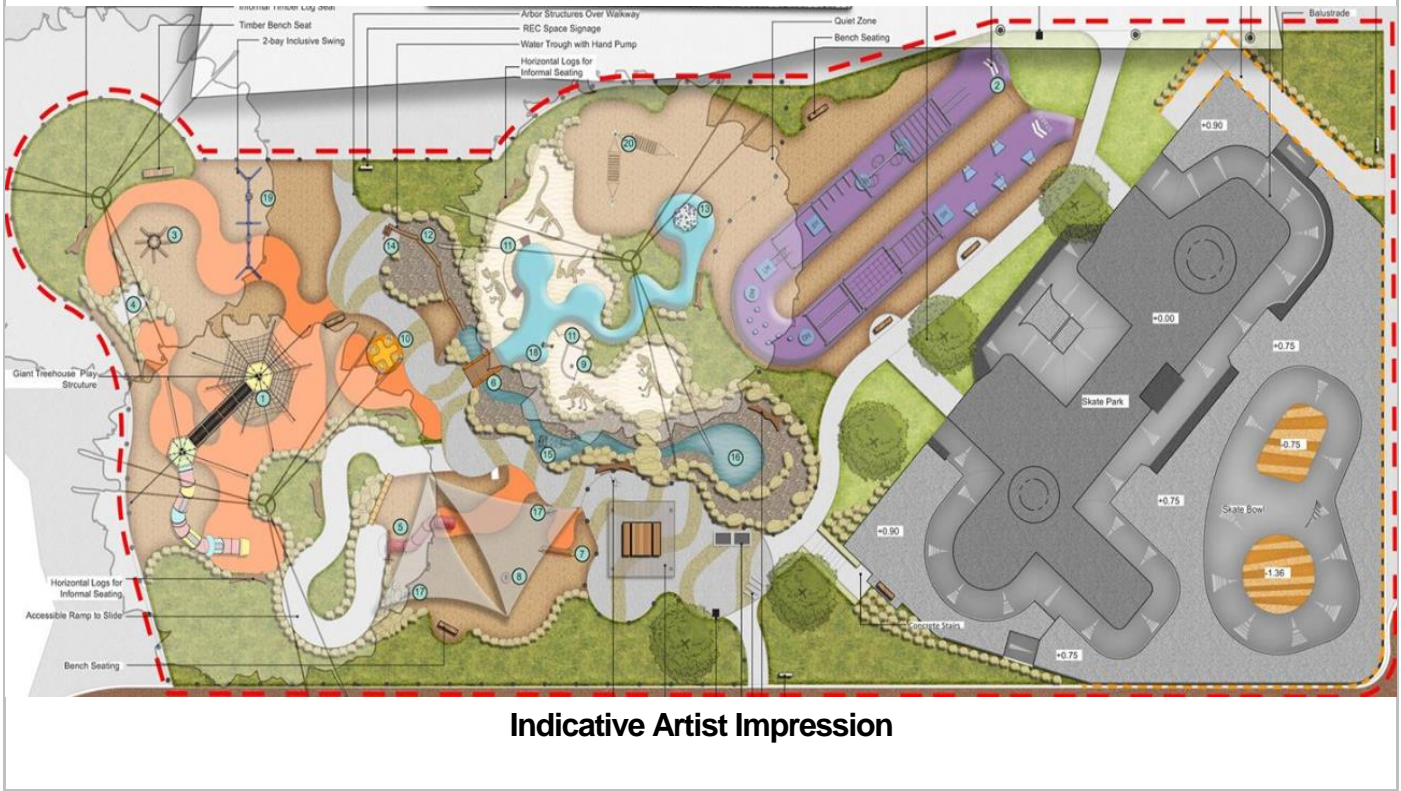 Informal Timber Log Seat
Timber Bench Seat
2-bay Inclusive Swing
Arbor Structures Over Walkway
REC Space Signage
Water Trough with Hand Pump
Horizontal Logs for
Informal Seating
Quiet Zone
Bench Seating
Balustrade
2
+0.90
20
19
13
3
14
12
11
4
+0.00
10
18
11
9
+0.75
Giant Treehouse Play
Strcuture
1
6
Skate Park
15
16
-0.75
+0.75
Skate Bowl
5
17
7
+0.90
8
17
-1.36
Horizontal Logs for
Informal Seating
Accessible Ramp to Slide
Concrete Stairs
Bench Seating
+0.75
Indicative Artist Impression